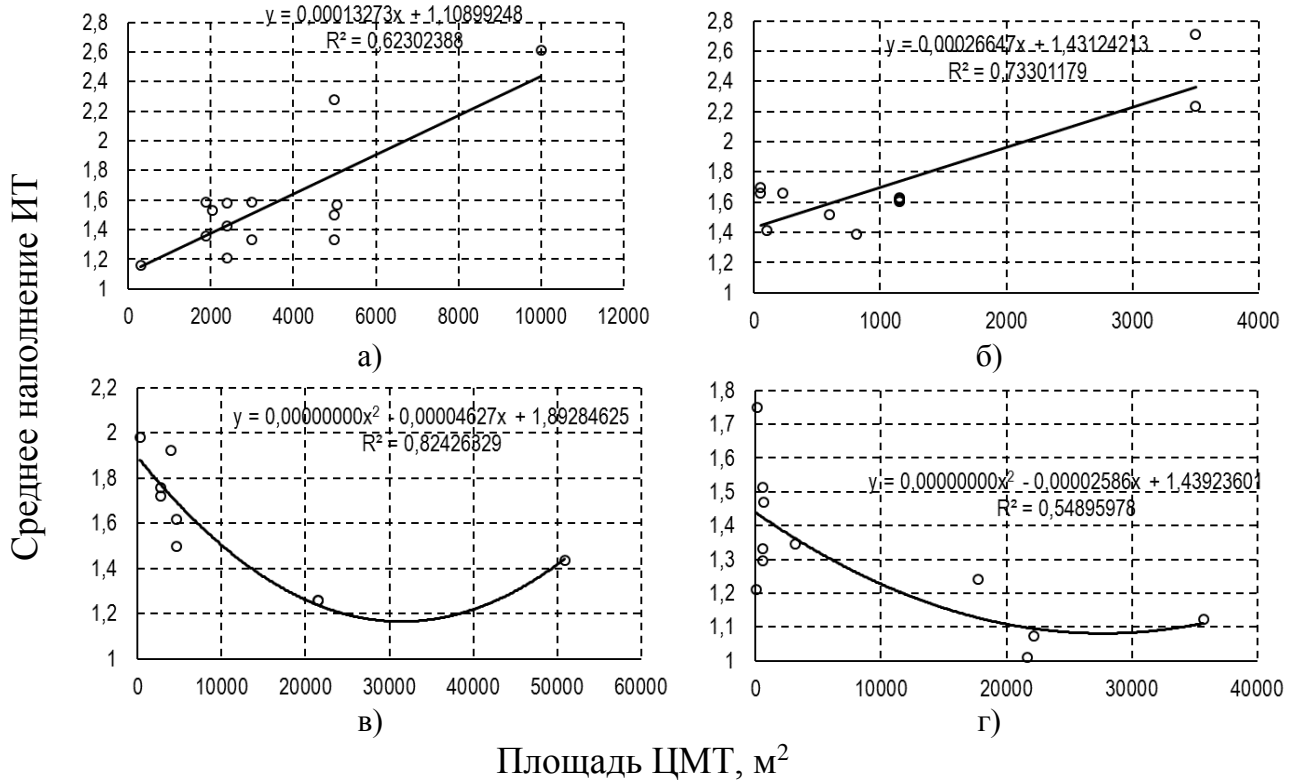 y = 0,00013273x + 1,10899248
R² = 0,62302388
2,8
2,6
2,4
2,2
2
1,8
1,6
1,4
1,2
1
0 2000 4000 6000 8000 10000 12000
а)
y = 0,00026647x + 1,43124213
R² = 0,73301179
2,8
2,6
2,4
2,2
2
1,8
1,6
1,4
1,2
1
0 1000 2000 3000 4000
б)
y = 0,00000000x² - 0,00004627x + 1,89284625
R² = 0,82426329
2,2
2
1,8
1,6
1,4
1,2
1
0 10000 20000 30000 40000 50000 60000
в)
y = 0,00000000x² - 0,00002586x + 1,43923601
R² = 0,54895978
1,8
1,7
1,6
1,5
1,4
1,3
1,2
1,1
1
0 10000 20000 30000 40000
г)
Среднее наполнение ИТ
Площадь ЦМТ, м²